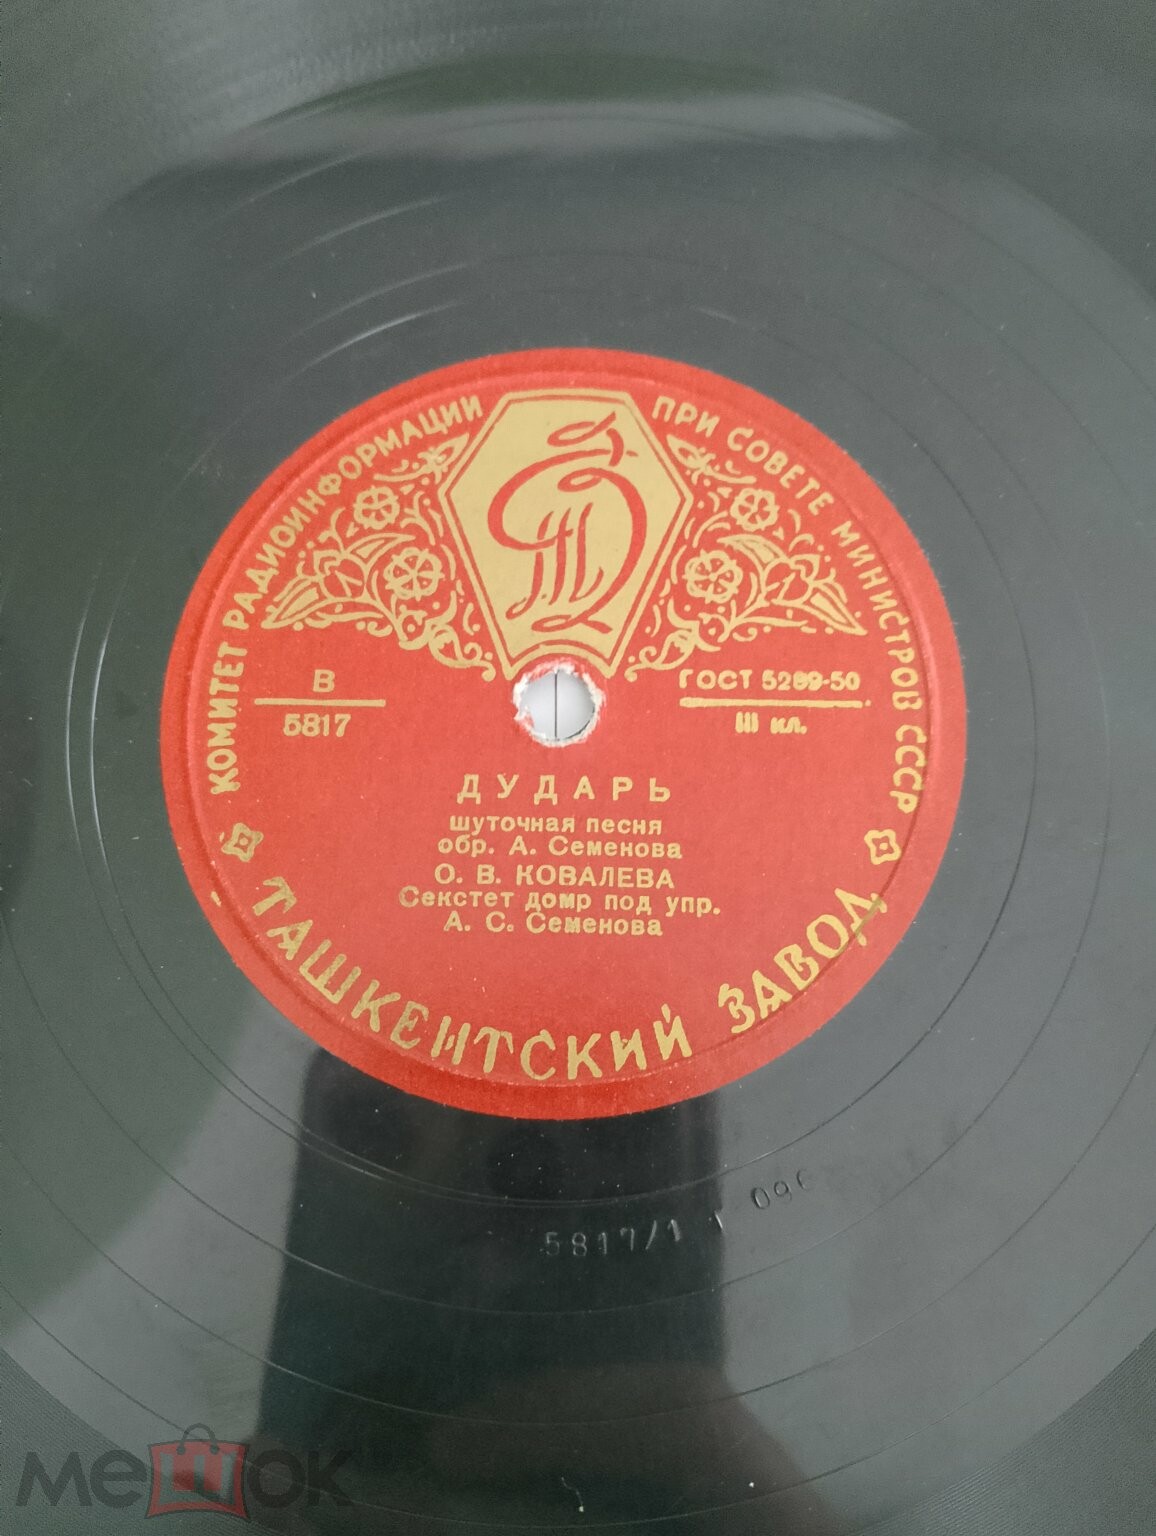 КОМИТЕТ РАДИОИНФОРМАЦИИ ПРИ СОВЕТЕ МИНИСТРОВ СССР
В
5817
ГОСТ 5289-50
III кл.
ДУДАРЬ
шуточная песня
обр. А. Семенова
О. В. КОВАЛЕВА
Секстет домр под упр.
А. С. Семенова
ТАШКЕНТСКИЙ ЗАВОД
5817/1 1
мешок